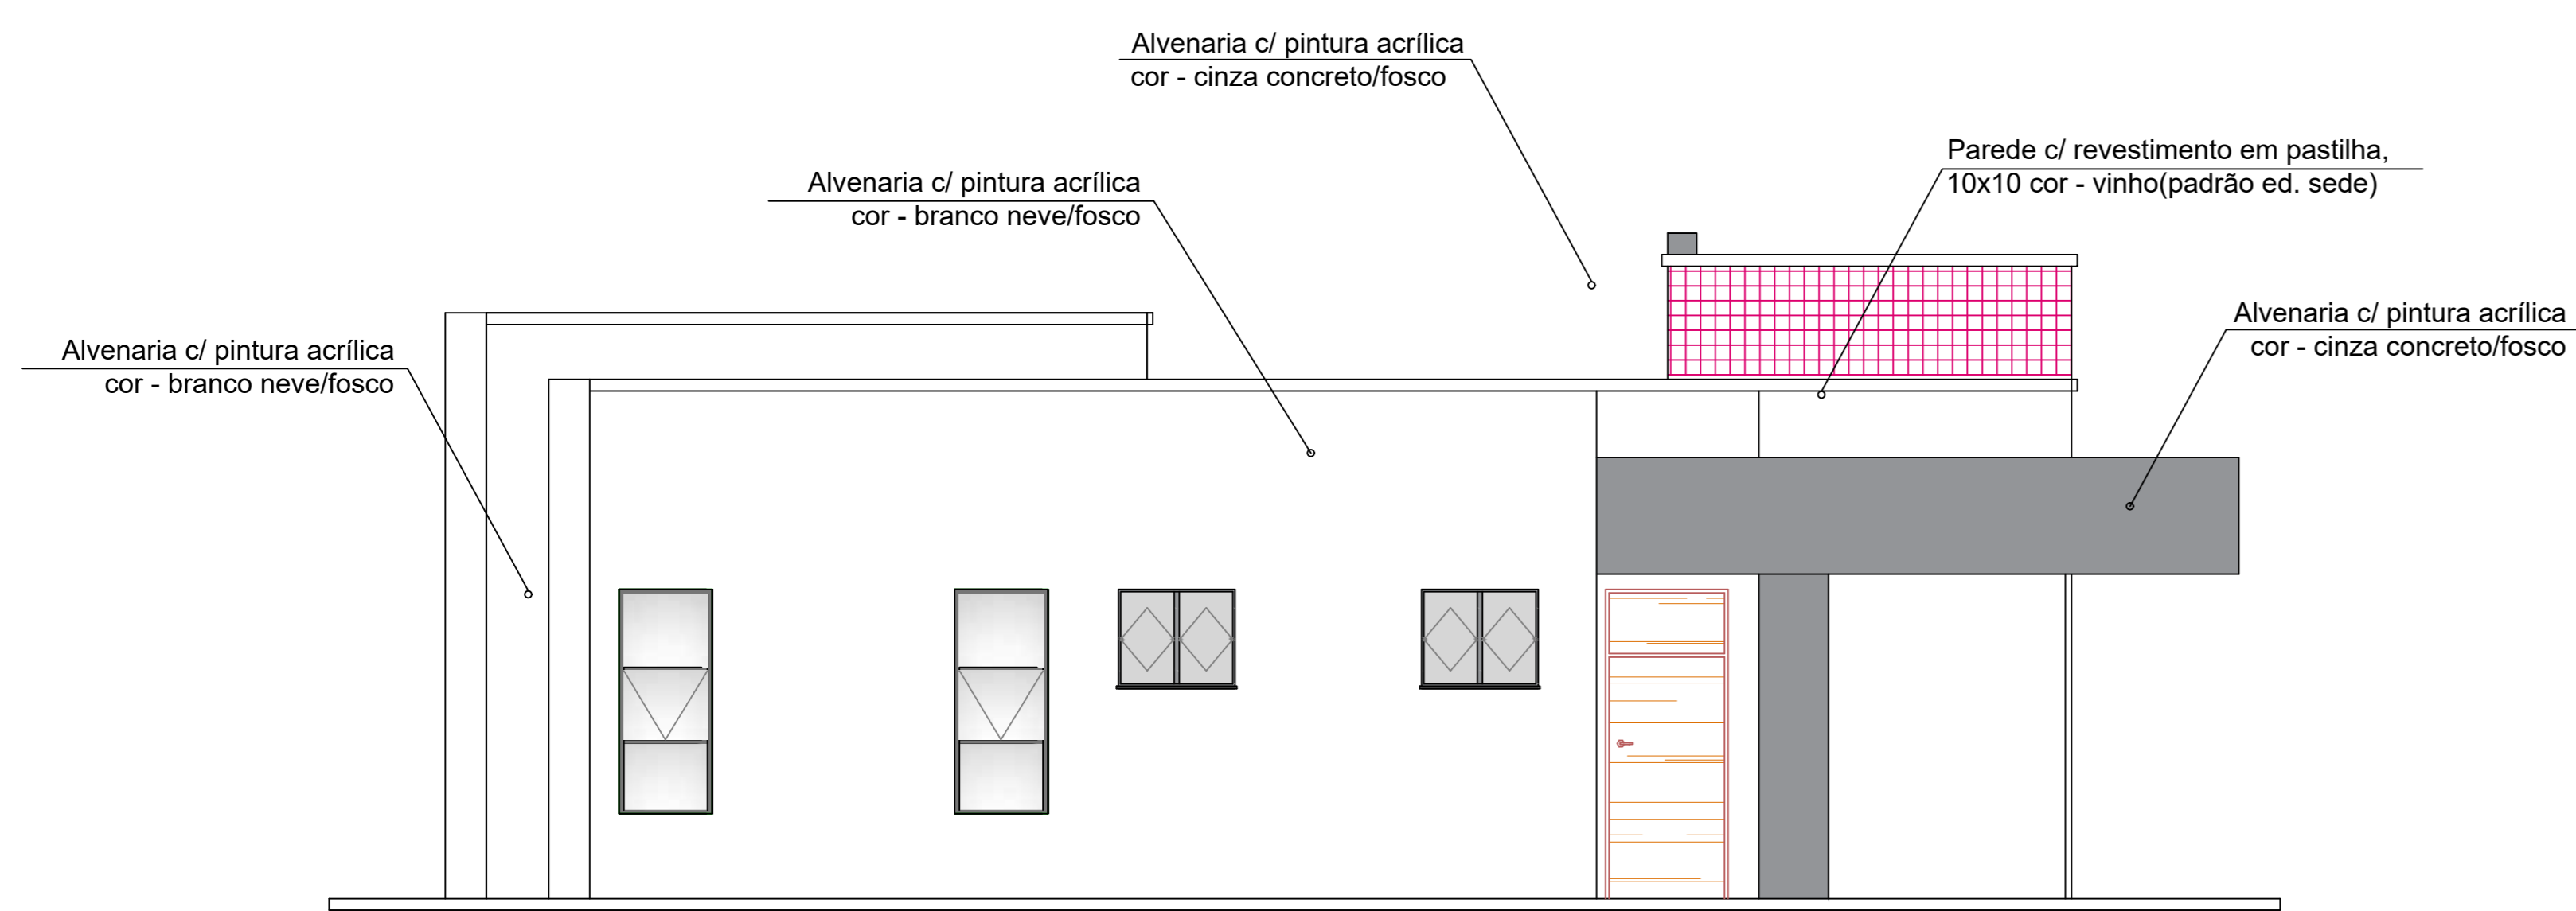 Alvenaria c/ pintura acrílica
cor - cinza concreto/fosco
Parede c/ revestimento em pastilha,
10x10 cor - vinho(padrão ed. sede)
Alvenaria c/ pintura acrílica
cor - branco neve/fosco
Alvenaria c/ pintura acrílica
cor - cinza concreto/fosco
Alvenaria c/ pintura acrílica
cor - branco neve/fosco